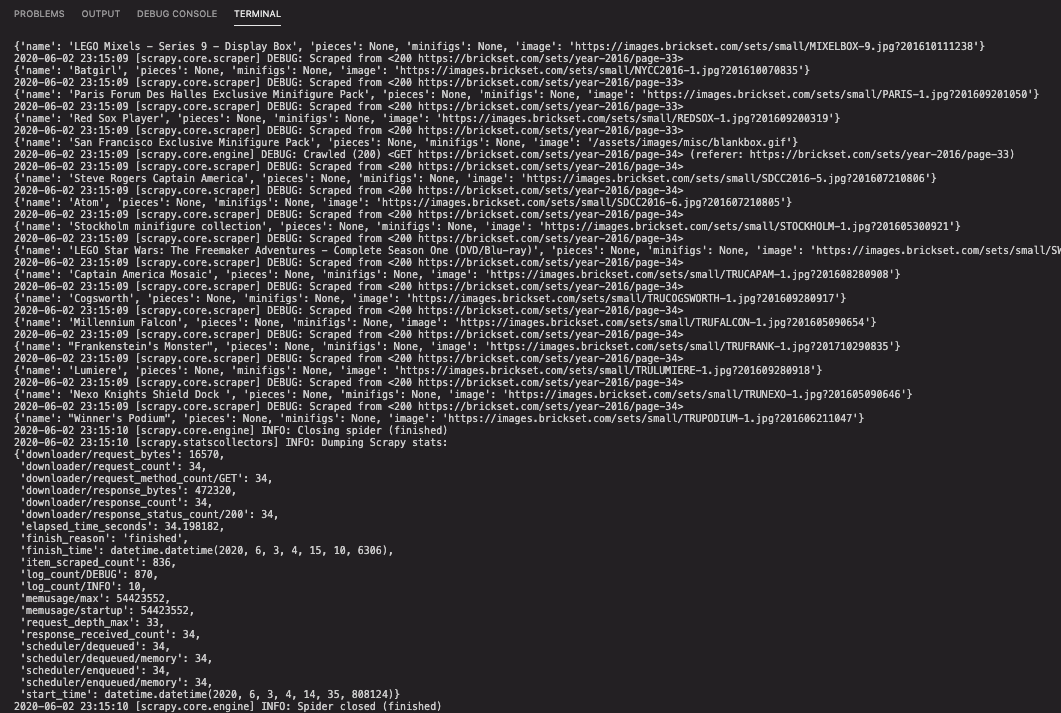 PROBLEMS OUTPUT DEBUG CONSOLE TERMINAL
{'name': 'LEGO Mixels - Series 9 - Display Box', 'pieces': None, 'minifigs': None, 'image': 'https://images.brickset.com/sets/small/MIXELBOX-9.jpg?201610111238'}
2020-06-02 23:15:09 [scrapy.core.scraper] DEBUG: Scraped from <200 https://brickset.com/sets/year-2016/page-33>
{'name': 'Batgirl', 'pieces': None, 'minifigs': None, 'image': 'https://images.brickset.com/sets/small/NYCC2016-1.jpg?201610070835'}
2020-06-02 23:15:09 [scrapy.core.scraper] DEBUG: Scraped from <200 https://brickset.com/sets/year-2016/page-33>
{'name': 'Paris Forum Des Halles Exclusive Minifigure Pack', 'pieces': None, 'minifigs': None, 'image': 'https://images.brickset.com/sets/small/PARIS-1.jpg?201609201050'}
2020-06-02 23:15:09 [scrapy.core.scraper] DEBUG: Scraped from <200 https://brickset.com/sets/year-2016/page-33>
{'name': 'Red Sox Player', 'pieces': None, 'minifigs': None, 'image': 'https://images.brickset.com/sets/small/REDSOX-1.jpg?201609200319'}
2020-06-02 23:15:09 [scrapy.core.scraper] DEBUG: Scraped from <200 https://brickset.com/sets/year-2016/page-33>
{'name': 'San Francisco Exclusive Minifigure Pack', 'pieces': None, 'minifigs': None, 'image': '/assets/images/misc/blankbox.gif'}
2020-06-02 23:15:09 [scrapy.core.engine] DEBUG: Crawled (200) <GET https://brickset.com/sets/year-2016/page-34> (referer: https://brickset.com/sets/year-2016/page-33)
2020-06-02 23:15:09 [scrapy.core.scraper] DEBUG: Scraped from <200 https://brickset.com/sets/year-2016/page-34>
{'name': 'Steve Rogers Captain America', 'pieces': None, 'minifigs': None, 'image': 'https://images.brickset.com/sets/small/SDCC2016-5.jpg?201607210806'}
2020-06-02 23:15:09 [scrapy.core.scraper] DEBUG: Scraped from <200 https://brickset.com/sets/year-2016/page-34>
{'name': 'Atom', 'pieces': None, 'minifigs': None, 'image': 'https://images.brickset.com/sets/small/SDCC2016-6.jpg?201607210805'}
2020-06-02 23:15:09 [scrapy.core.scraper] DEBUG: Scraped from <200 https://brickset.com/sets/year-2016/page-34>
{'name': 'Stockholm minifigure collection', 'pieces': None, 'minifigs': None, 'image': 'https://images.brickset.com/sets/small/STOCKHOLM-1.jpg?201605300921'}
2020-06-02 23:15:09 [scrapy.core.scraper] DEBUG: Scraped from <200 https://brickset.com/sets/year-2016/page-34>
{'name': 'LEGO Star Wars: The Freemaker Adventures – Complete Season One (DVD/Blu-ray)', 'pieces': None, 'minifigs': None, 'image': 'https://images.brickset.com/sets/small/SW
2020-06-02 23:15:09 [scrapy.core.scraper] DEBUG: Scraped from <200 https://brickset.com/sets/year-2016/page-34>
{'name': 'Captain America Mosaic', 'pieces': None, 'minifigs': None, 'image': 'https://images.brickset.com/sets/small/TRUCAPAM-1.jpg?201608280908'}
2020-06-02 23:15:09 [scrapy.core.scraper] DEBUG: Scraped from <200 https://brickset.com/sets/year-2016/page-34>
{'name': 'Cogsworth', 'pieces': None, 'minifigs': None, 'image': 'https://images.brickset.com/sets/small/TRUCOGSWORTH-1.jpg?201609280917'}
2020-06-02 23:15:09 [scrapy.core.scraper] DEBUG: Scraped from <200 https://brickset.com/sets/year-2016/page-34>
{'name': 'Millennium Falcon', 'pieces': None, 'minifigs': None, 'image': 'https://images.brickset.com/sets/small/TRUFALCON-1.jpg?201605090654'}
2020-06-02 23:15:09 [scrapy.core.scraper] DEBUG: Scraped from <200 https://brickset.com/sets/year-2016/page-34>
{'name': "Frankenstein's Monster", 'pieces': None, 'minifigs': None, 'image': 'https://images.brickset.com/sets/small/TRUFRANK-1.jpg?201710290835'}
2020-06-02 23:15:09 [scrapy.core.scraper] DEBUG: Scraped from <200 https://brickset.com/sets/year-2016/page-34>
{'name': 'Lumiere', 'pieces': None, 'minifigs': None, 'image': 'https://images.brickset.com/sets/small/TRULUMIERE-1.jpg?201609280918'}
2020-06-02 23:15:09 [scrapy.core.scraper] DEBUG: Scraped from <200 https://brickset.com/sets/year-2016/page-34>
{'name': 'Nexo Knights Shield Dock ', 'pieces': None, 'minifigs': None, 'image': 'https://images.brickset.com/sets/small/TRUNEXO-1.jpg?201605090646'}
2020-06-02 23:15:09 [scrapy.core.scraper] DEBUG: Scraped from <200 https://brickset.com/sets/year-2016/page-34>
{'name': "Winner's Podium", 'pieces': None, 'minifigs': None, 'image': 'https://images.brickset.com/sets/small/TRUPODIUM-1.jpg?201606211047'}
2020-06-02 23:15:10 [scrapy.core.engine] INFO: Closing spider (finished)
2020-06-02 23:15:10 [scrapy.statscollectors] INFO: Dumping Scrapy stats:
{'downloader/request_bytes': 16570,
'downloader/request_count': 34,
'downloader/request_method_count/GET': 34,
'downloader/response_bytes': 472320,
'downloader/response_count': 34,
'downloader/response_status_count/200': 34,
'elapsed_time_seconds': 34.198182,
'finish_reason': 'finished',
'finish_time': datetime.datetime(2020, 6, 3, 4, 15, 10, 6306),
'item_scraped_count': 836,
'log_count/DEBUG': 870,
'log_count/INFO': 10,
'memusage/max': 54423552,
'memusage/startup': 54423552,
'request_depth_max': 33,
'response_received_count': 34,
'scheduler/dequeued': 34,
'scheduler/dequeued/memory': 34,
'scheduler/enqueued': 34,
'scheduler/enqueued/memory': 34,
'start_time': datetime.datetime(2020, 6, 3, 4, 14, 35, 808124)}
2020-06-02 23:15:10 [scrapy.core.engine] INFO: Spider closed (finished)